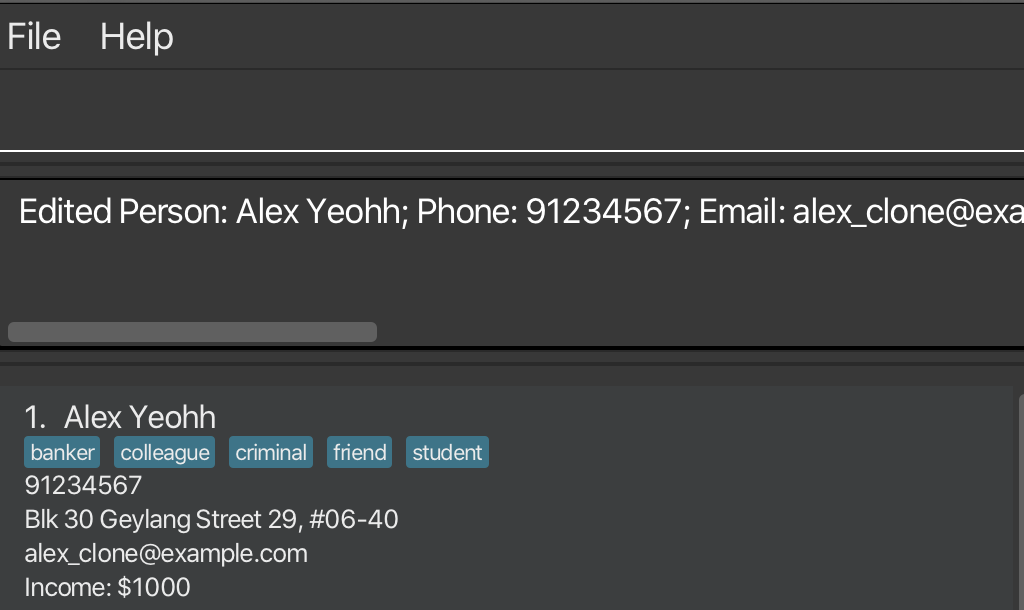 File Help
Edited Person: Alex Yeohh; Phone: 91234567; Email: alex_clone@exa
1. Alex Yeohh
banker colleague criminal friend student
91234567
Blk 30 Geylang Street 29, #06-40
alex_clone@example.com
Income: $1000